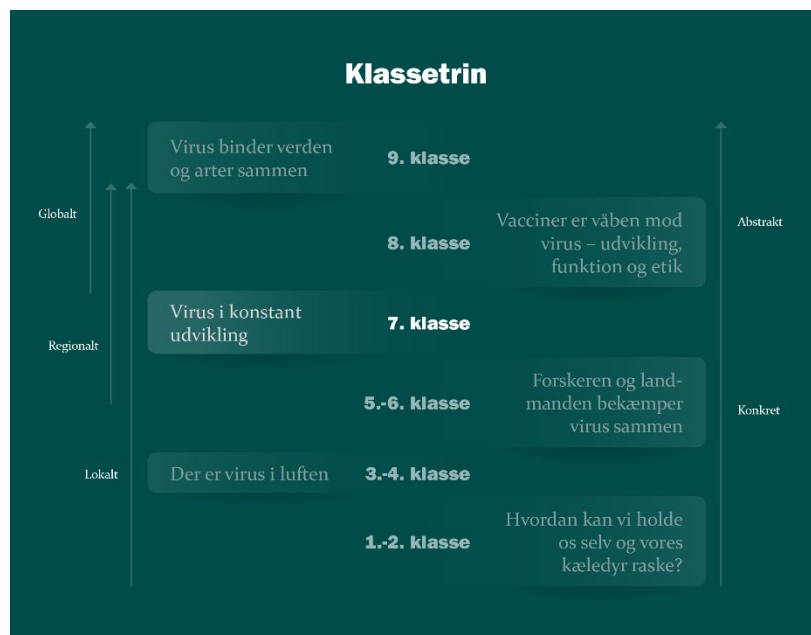 Klassetrin
Virus binder verden
og arter sammen
9. klasse
Globalt
Vacciner er våben mod
virus – udvikling,
funktion og etik
8. klasse
Abstrakt
Virus i konstant
udvikling
7. klasse
Regionalt
Forskeren og land-
manden bekæmper
virus sammen
5.-6. klasse
Konkret
Lokalt
Der er virus i luften
3.-4. klasse
Hvordan kan vi holde
os selv og vores
kæledyr raske?
1.-2. klasse